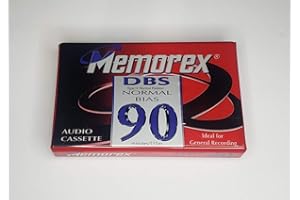 Memorex®
DBS
NORMAL
BIAS
90
AUDIO
CASSETTE
Ideal for
General Recording